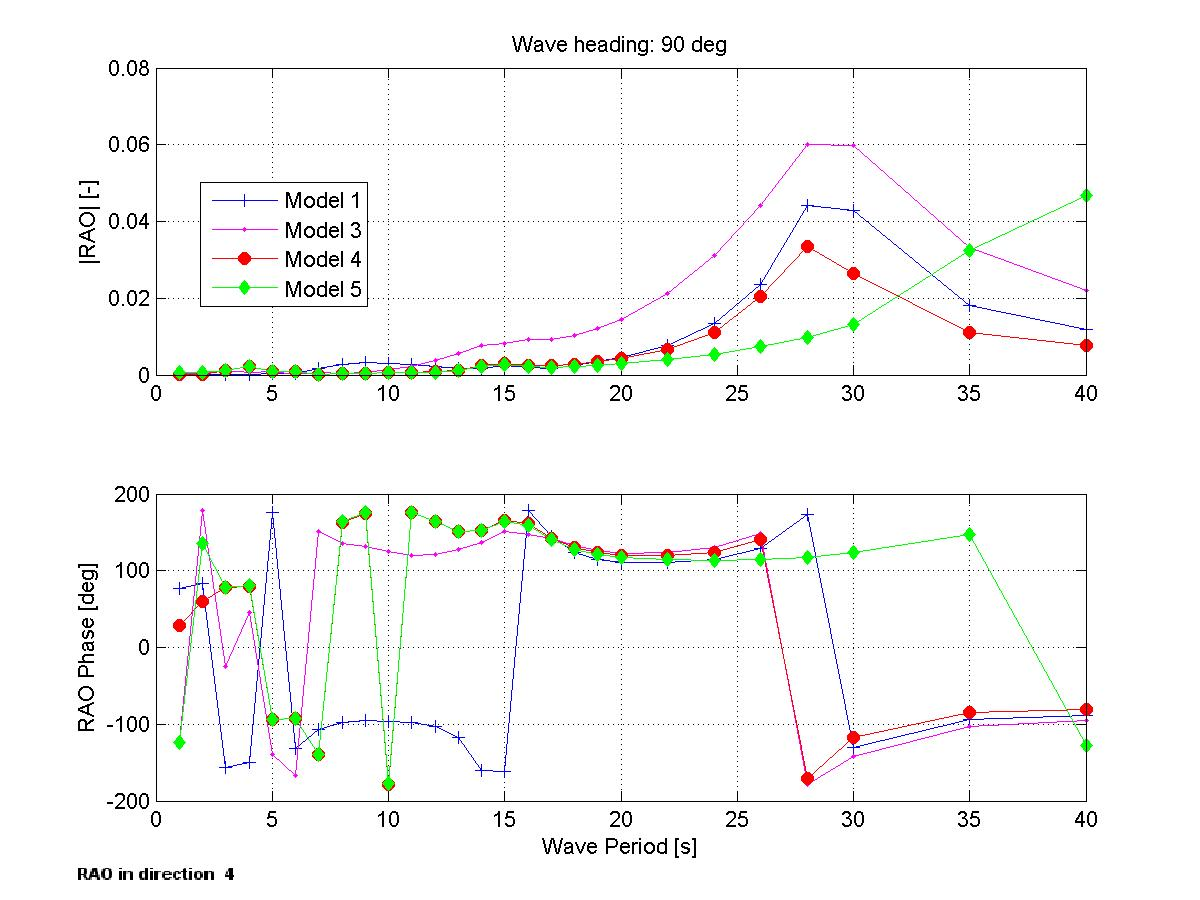 Wave heading: 90 deg
0.08
0.06
0.04
0.02
0
|RAO| [-]
Model 1
Model 3
Model 4
Model 5
0 5 10 15 20 25 30 35 40
200
100
0
-100
-200
RAO Phase [deg]
0 5 10 15 20 25 30 35 40
Wave Period [s]
RAO in direction 4